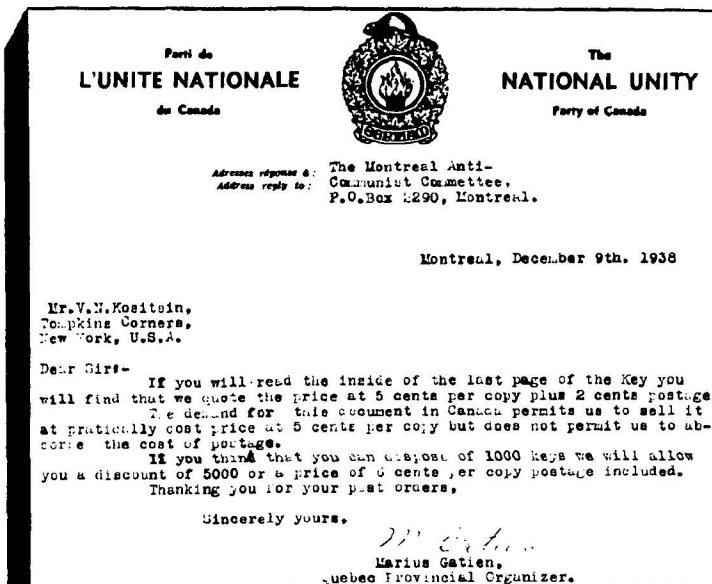 Parti de
L'UNITE NATIONALE
du Canada
The
NATIONAL UNITY
Party of Canada
CANADA
Adresses réponse à:
Address reply to:
The Montreal Anti-
Communist Committee,
P.O.Box 2290, Montreal.
Montreal, December 9th. 1938
Mr.V.N.Kositsin,
Tompkins Corners,
New York, U.S.A.
Dear Sir:-
If you will read the inside of the last page of the Key you
will find that we quote the price at 5 cents per copy plus 2 cents postage
The demand for this document in Canada permits us to sell it
at pratically cost price at 5 cents per copy but does not permit us to ab-
sorbe the cost of postage.
If you think that you can dispose of 1000 keys we will allow
you a discount of 5000 or a price of 6 cents per copy postage included.
Thanking you for your past orders,
Sincerely yours,
Marius Gatien,
Quebec Provincial Organizer.